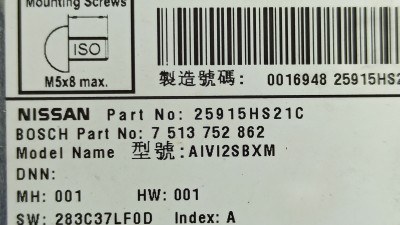 Mounting Screws
ISO
M5x8 max.
製造號碼: 0016948 25915HS2
NISSAN Part No: 25915HS21C
BOSCH Part No: 7 513 752 862
Model Name 型號:AIVI2SBXM
DNN:
MH: 001 HW: 001
SW: 283C37LF0D Index: A